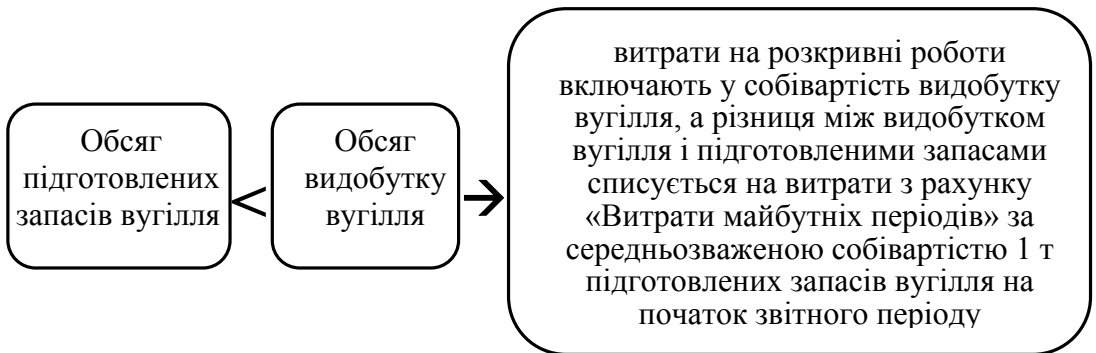 Обсяг
підготовлених
запасів вугілля
<
Обсяг
видобутку
вугілля
→
витрати на розкривні роботи
включають у собівартість видобутку
вугілля, а різниця між видобутком
вугілля і підготовленими запасами
списується на витрати з рахунку
«Витрати майбутніх періодів» за
середньозваженою собівартістю 1 т
підготовлених запасів вугілля на
початок звітного періоду